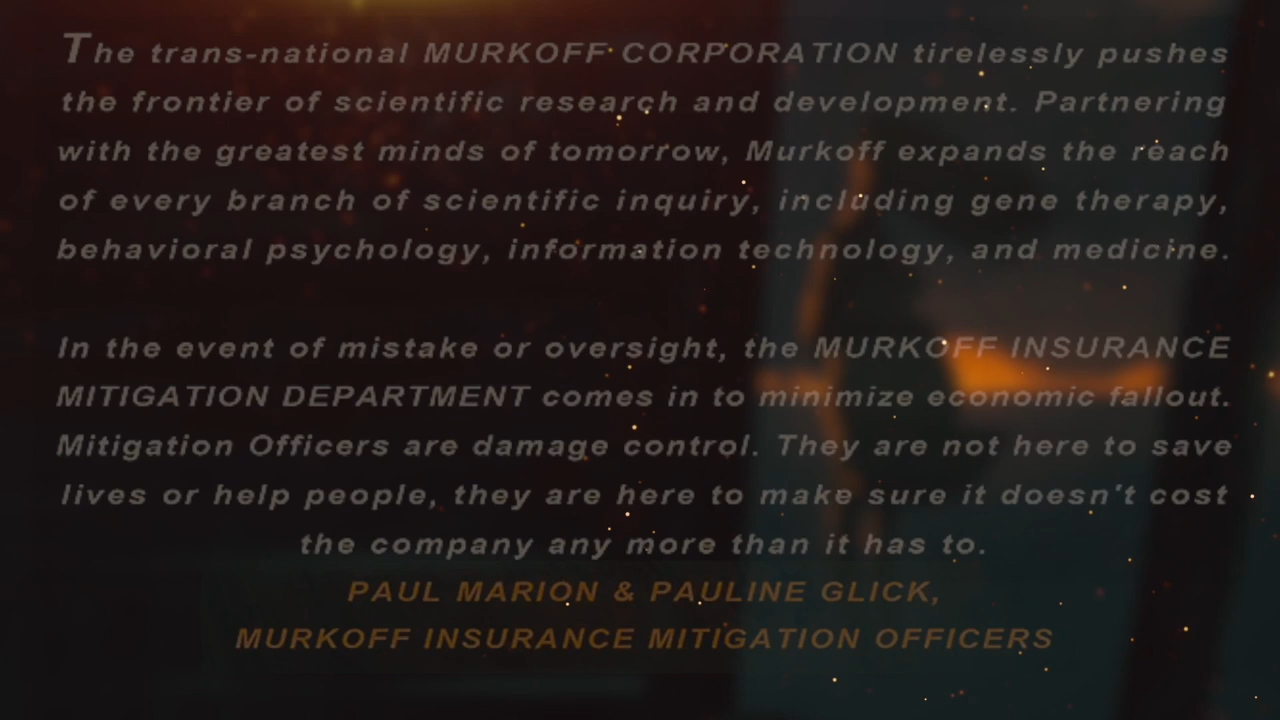 The trans-national MURKOFF CORPORATION tirelessly pushes
the frontier of scientific research and development. Partnering
with the greatest minds of tomorrow, Murkoff expands the reach
of every branch of scientific inquiry, including gene therapy,
behavioral psychology, information technology, and medicine.
In the event of mistake or oversight, the MURKOFF INSURANCE
MITIGATION DEPARTMENT comes in to minimize economic fallout.
Mitigation Officers are damage control. They are not here to save
lives or help people, they are here to make sure it doesn't cost
the company any more than it has to.
PAUL MARION & PAULINE GLICK,
MURKOFF INSURANCE MITIGATION OFFICERS